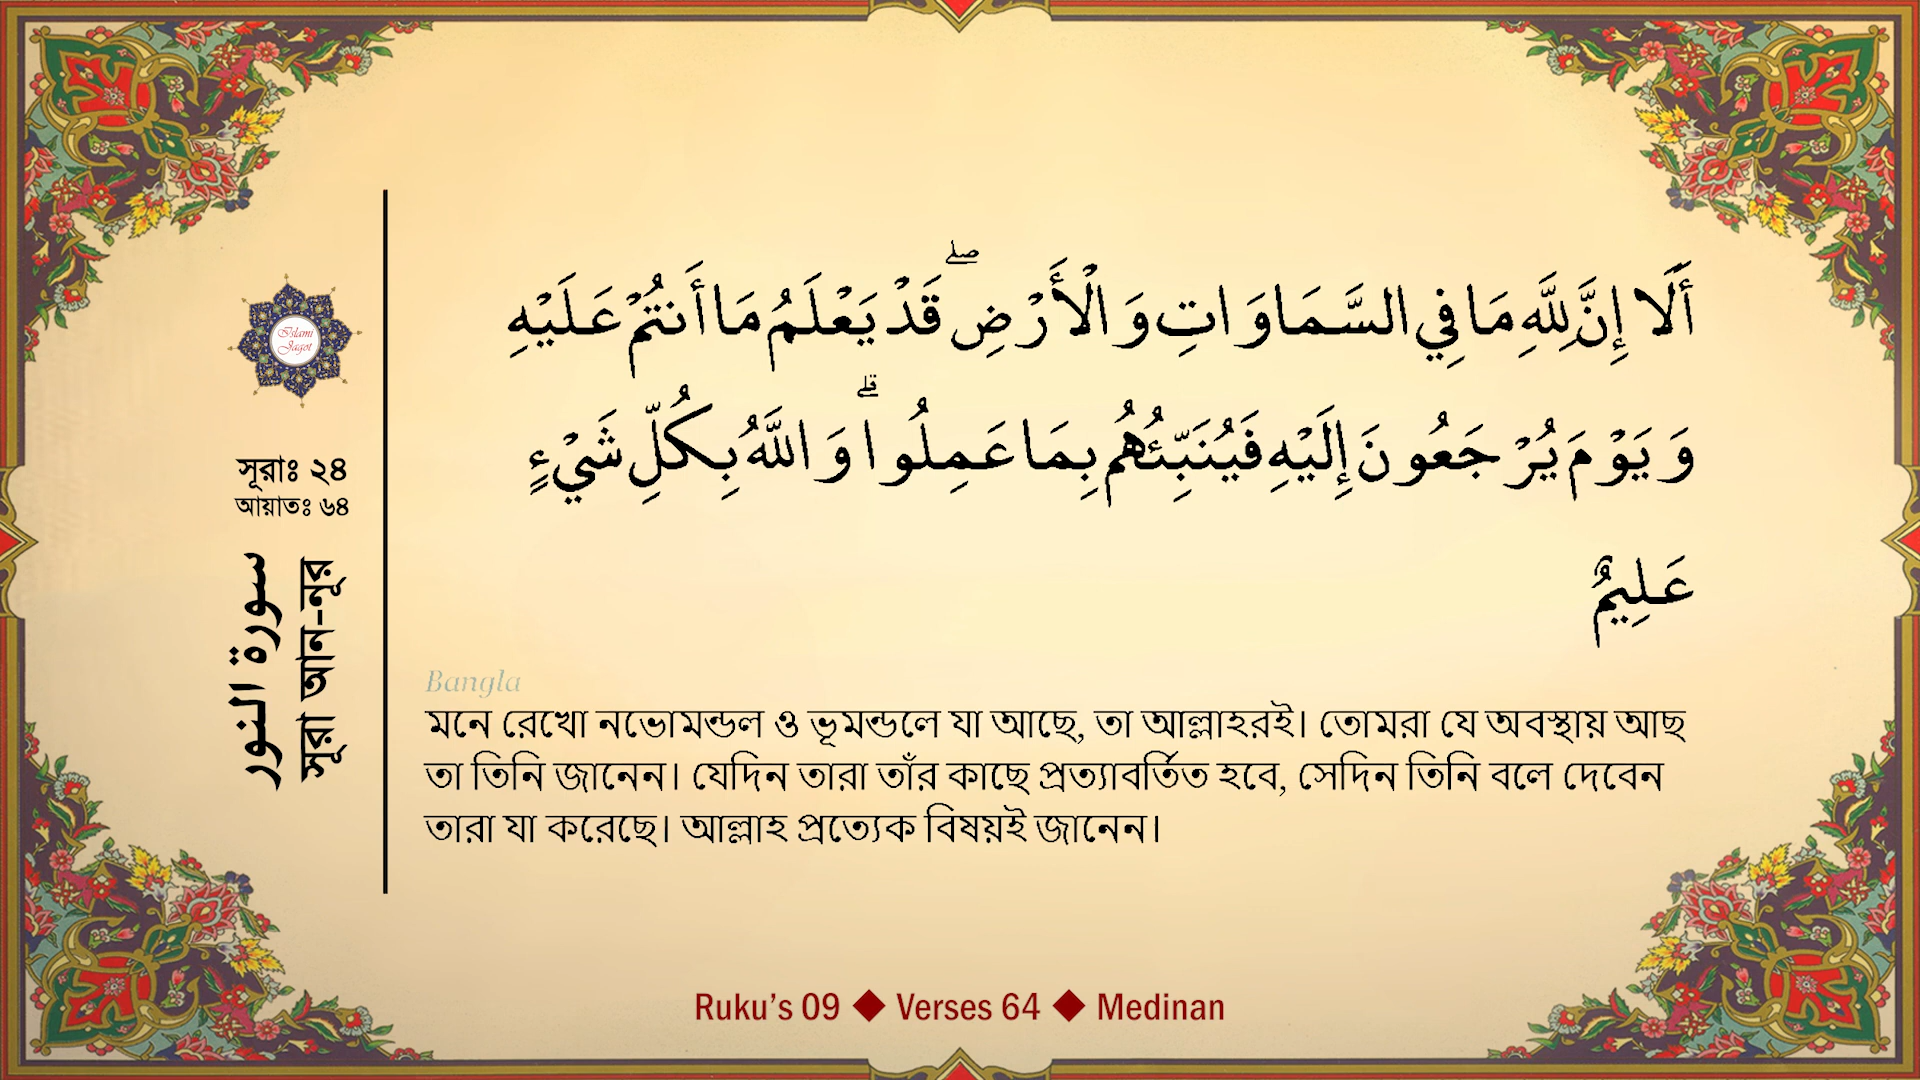 Islami
Jagot
সূরাঃ ২৪
আয়াতঃ ৬৪
سورة النور
সূরা আন-নূর
أَلَا إِنَّ لِلَّهِ مَا فِي السَّمَاوَاتِ وَالْأَرْضِ ۖ قَدْ يَعْلَمُ مَا أَنتُمْ عَلَيْهِ
وَيَوْمَ يُرْجَعُونَ إِلَيْهِ فَيُنَبِّئُهُم بِمَا عَمِلُوا ۗ وَاللَّهُ بِكُلِّ شَيْءٍ
عَلِيمٌ
Bangla
মনে রেখো নভোমন্ডল ও ভূমন্ডলে যা আছে, তা আল্লাহরই। তোমরা যে অবস্থায় আছ
তা তিনি জানেন। যেদিন তারা তাঁর কাছে প্রত্যাবর্তিত হবে, সেদিন তিনি বলে দেবেন
তারা যা করেছে। আল্লাহ প্রত্যেক বিষয়ই জানেন।
Ruku’s 09 ◆ Verses 64 ◆ Medinan